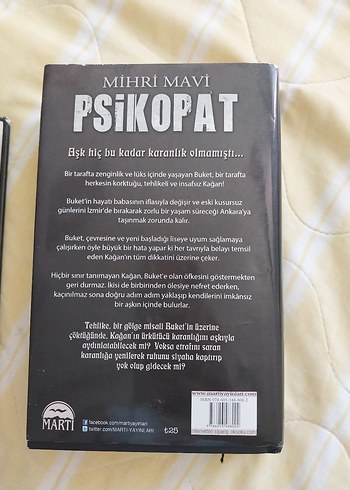 MİHRİ MAVİ
PSİKOPAT
Aşk hiç bu kadar karanlık olmamıştı...
Bir tarafta zenginlik ve lüks içinde yaşayan Buket, bir tarafta
herkesin korktuğu, tehlikeli ve insafsız Kağan!
Buket'in hayatı babasının iflasıyla değişir ve eski kusursuz
günlerini İzmir'de bırakarak zorlu bir yaşam süreceği Ankara'ya
taşınmak zorunda kalır.
Buket, çevresine ve yeni başladığı liseye uyum sağlamaya
çalışırken öyle büyük bir hata yapar ki her tavrıyla belayı temsil
eden Kağan'ın tüm dikkatini üzerine çeker.
Hiçbir sınır tanımayan Kağan, Buket'e olan öfkesini göstermekten
geri durmaz. İkisi de birbirinden ölesiye nefret ederken,
kaçınılmaz sona doğru adım adım yaklaşıp kendilerini imkânsız
bir aşkın içinde bulurlar.
Tehlike, bir gölge misali Buket'in üzerine
çöktüğünde, Kağan'ın karanlığını aşkıyla
aydınlatabilecek mi? Yoksa etrafını saran
karanlığa yenilerek ruhunu siyaha kaptırıp
yok olup gidecek mi?
MARTI
facebook.com/martiyayinlari
twitter.com/MARTI-YAYINLARI
₺25
www.martiyayinlari.com